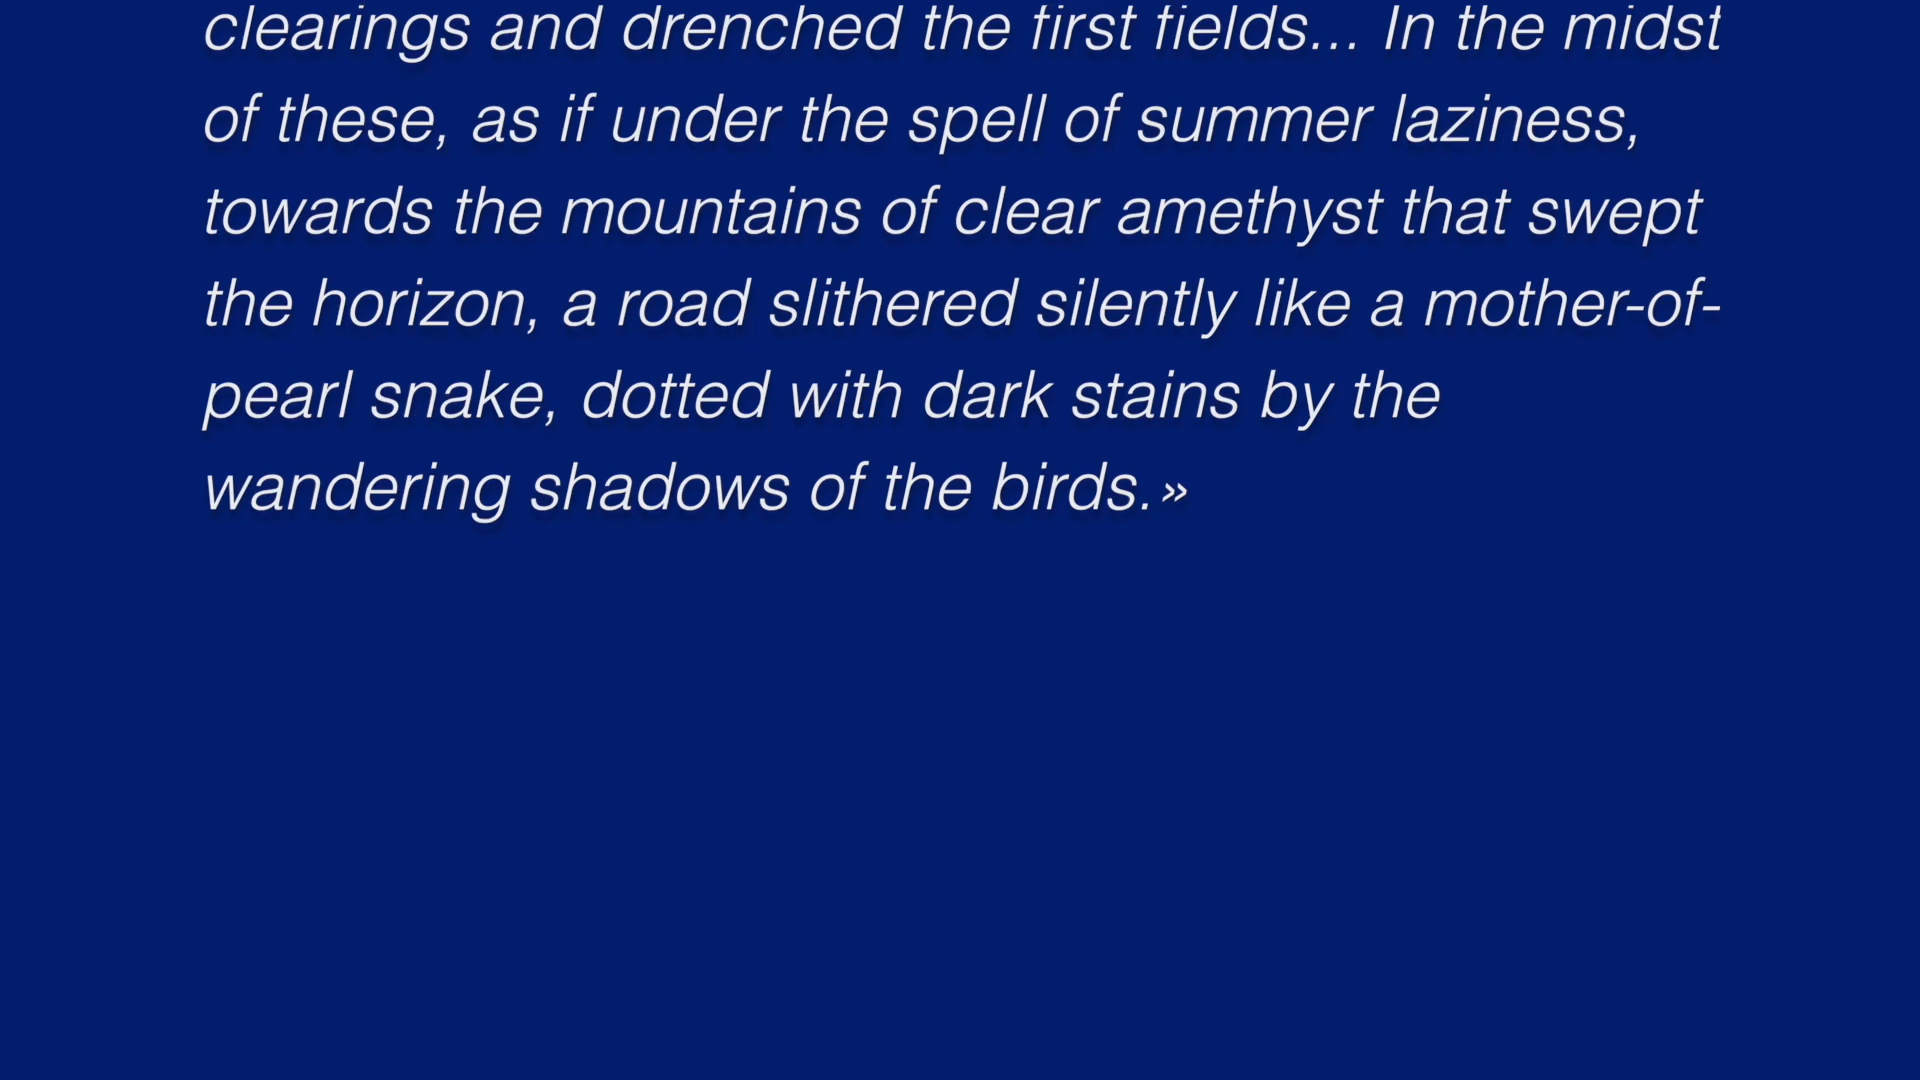 clearings and drenched the first fields... In the midst
of these, as if under the spell of summer laziness,
towards the mountains of clear amethyst that swept
the horizon, a road slithered silently like a mother-of-
pearl snake, dotted with dark stains by the
wandering shadows of the birds.»